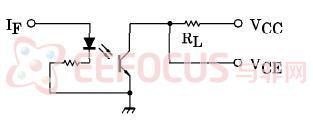 IF
VCC
RL
VCE
EEFOCUS 与非网